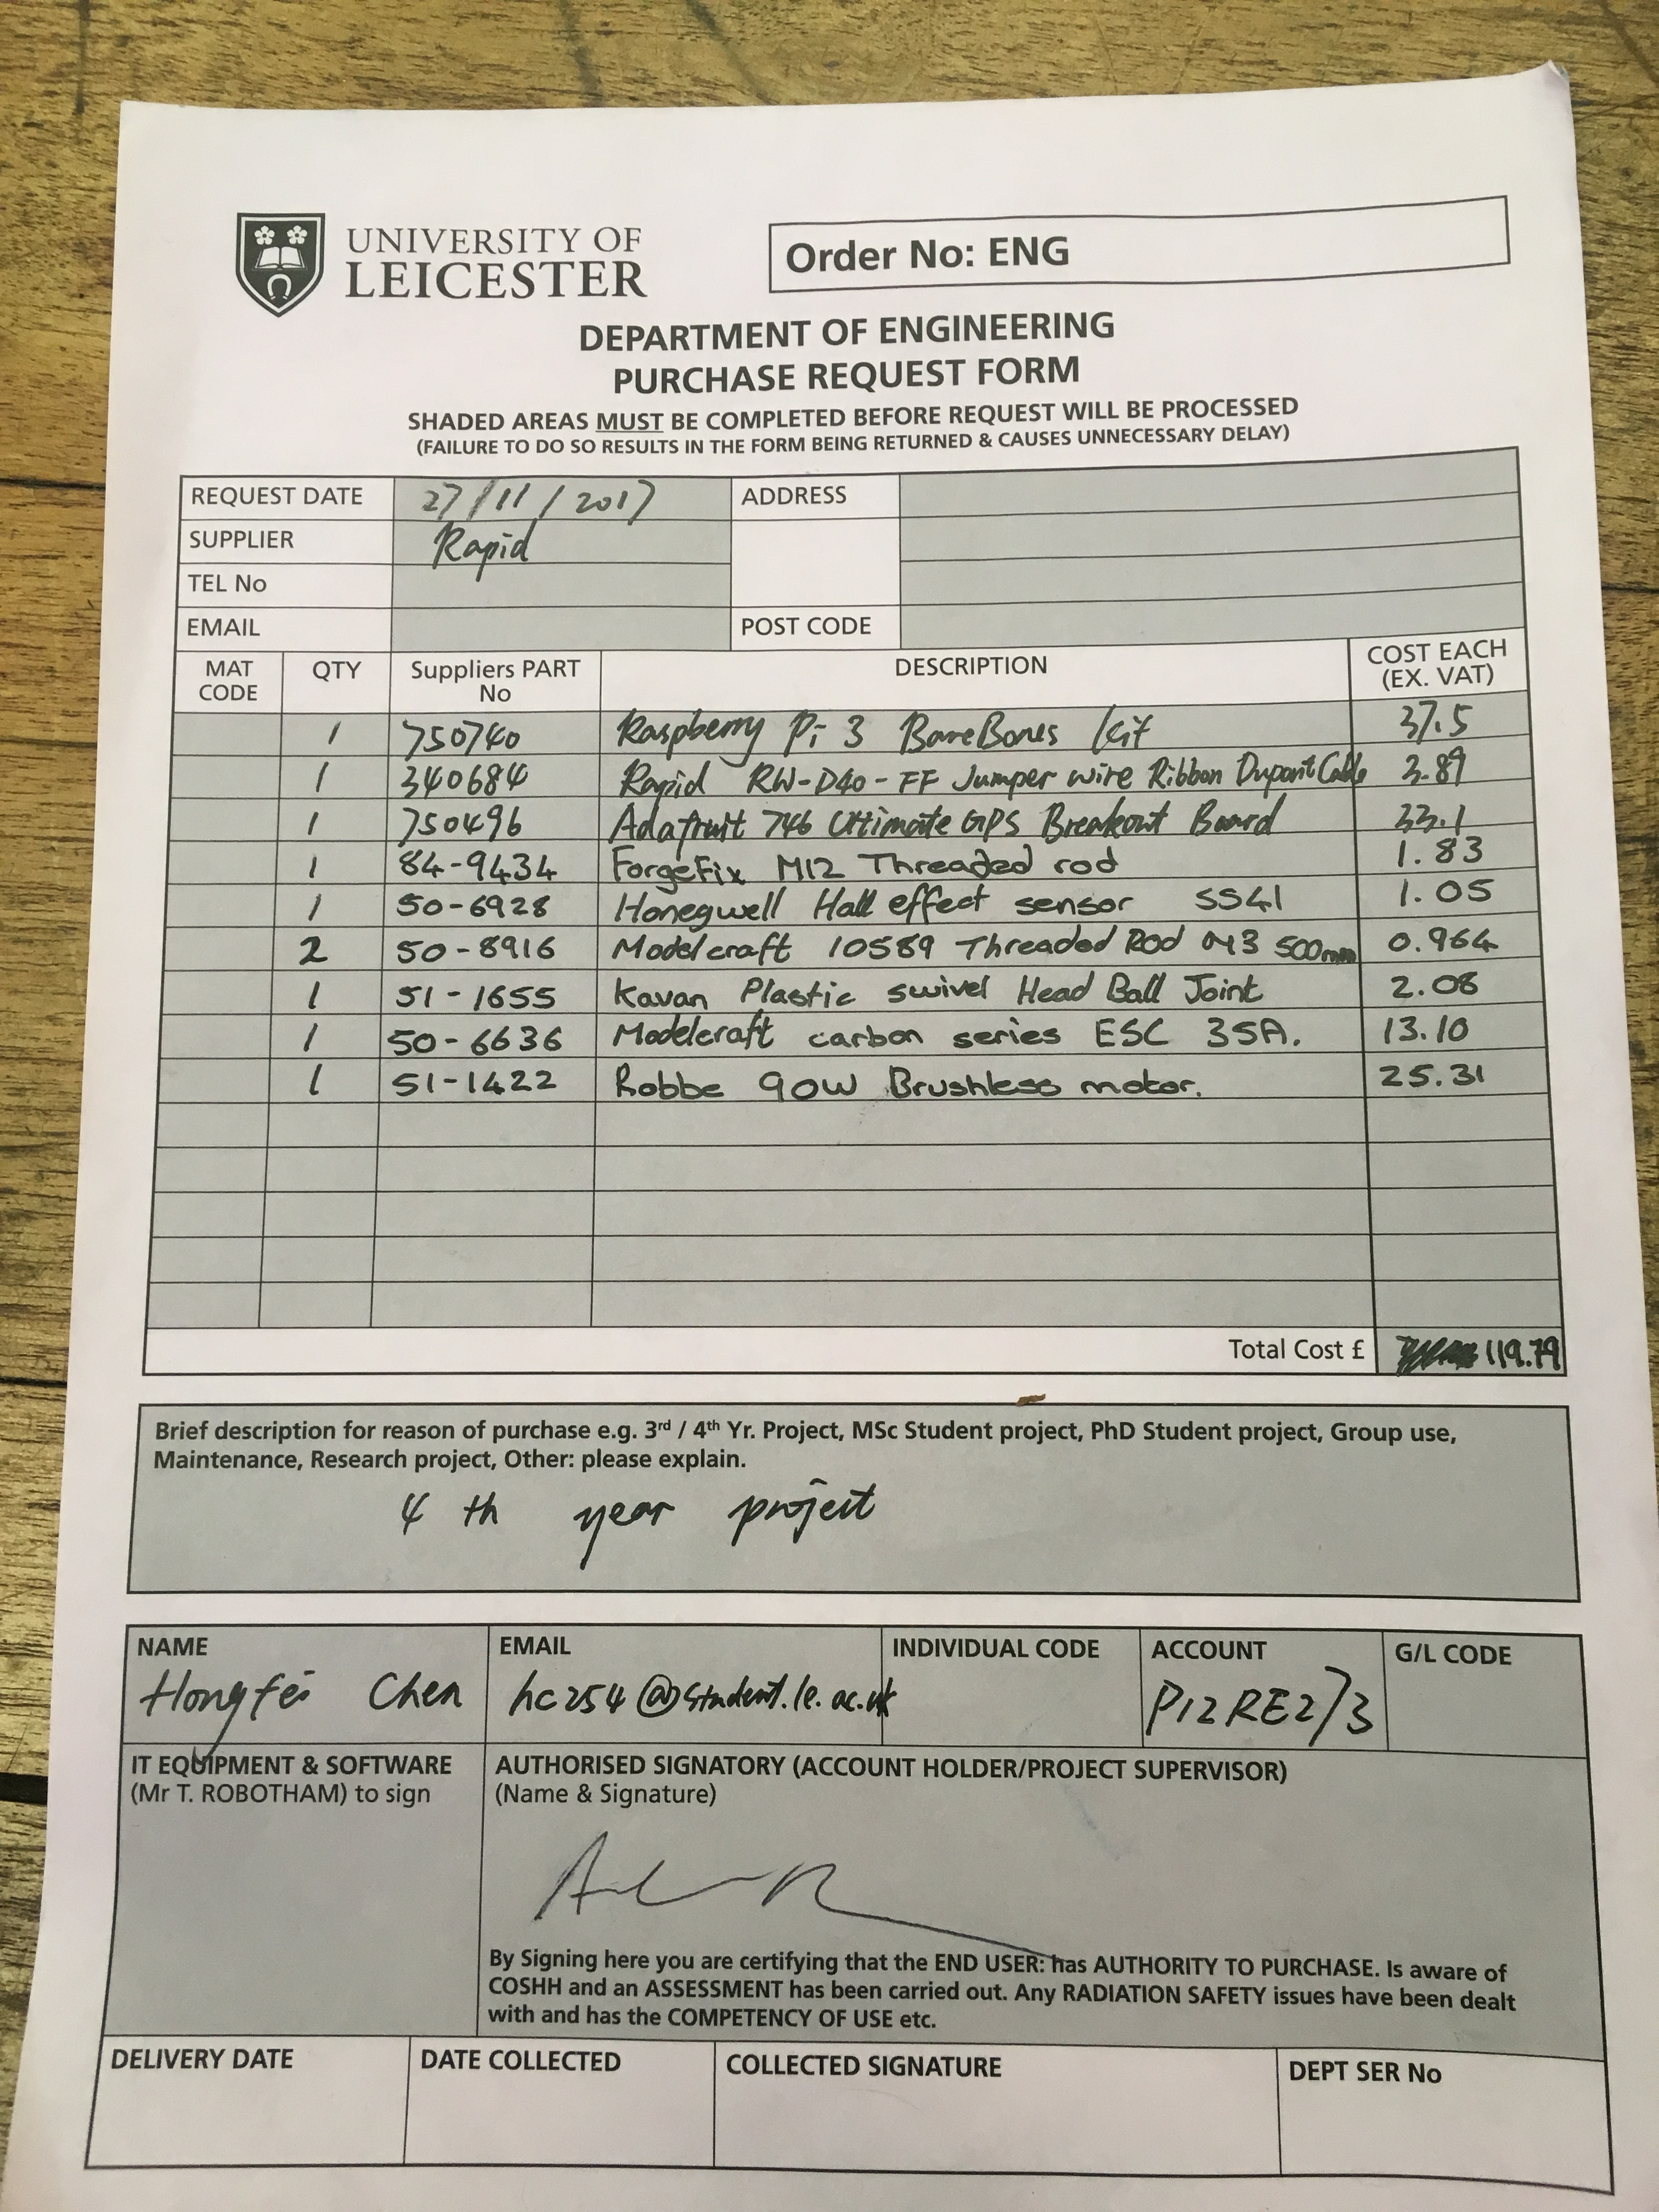 UNIVERSITY OF
LEICESTER
Order No: ENG
DEPARTMENT OF ENGINEERING
PURCHASE REQUEST FORM
SHADED AREAS MUST BE COMPLETED BEFORE REQUEST WILL BE PROCESSED
(FAILURE TO DO SO RESULTS IN THE FORM BEING RETURNED & CAUSES UNNECESSARY DELAY)
REQUEST DATE 27/11/2017 ADDRESS
SUPPLIER Rapid
TEL No
EMAIL POST CODE
MAT CODE QTY Suppliers PART No DESCRIPTION COST EACH (EX. VAT)
1 750740 Raspberry Pi 3 BareBones Kit 37.5
1 340684 Rapid RW-D40-FF Jumper wire Ribbon Dupont Cable 3.89
1 750496 Adafruit 746 Ultimate GPS Breakout Board 33.1
1 84-9434 ForgeFix M12 Threaded rod 1.83
1 50-6928 Honegwell Hall effect sensor SS41 1.05
2 50-8916 Modelcraft 10589 Threaded Rod M3 500mm 0.964
1 51-1655 Kavan Plastic swivel Head Ball Joint 2.08
1 50-6636 Modelcraft carbon series ESC 35A. 13.10
1 51-1422 Robbe 90W Brushless motor. 25.31
Total Cost £ 119.79
Brief description for reason of purchase e.g. 3rd / 4th Yr. Project, MSc Student project, PhD Student project, Group use,
Maintenance, Research project, Other: please explain.
4 th year project
NAME EMAIL INDIVIDUAL CODE ACCOUNT G/L CODE
Hongfei Chen hc254@student.le.ac.uk P12RE2/3
IT EQUIPMENT & SOFTWARE AUTHORISED SIGNATORY (ACCOUNT HOLDER/PROJECT SUPERVISOR)
(Mr T. ROBOTHAM) to sign (Name & Signature)
By Signing here you are certifying that the END USER: has AUTHORITY TO PURCHASE. Is aware of
COSHH and an ASSESSMENT has been carried out. Any RADIATION SAFETY issues have been dealt
with and has the COMPETENCY OF USE etc.
DELIVERY DATE DATE COLLECTED COLLECTED SIGNATURE DEPT SER No